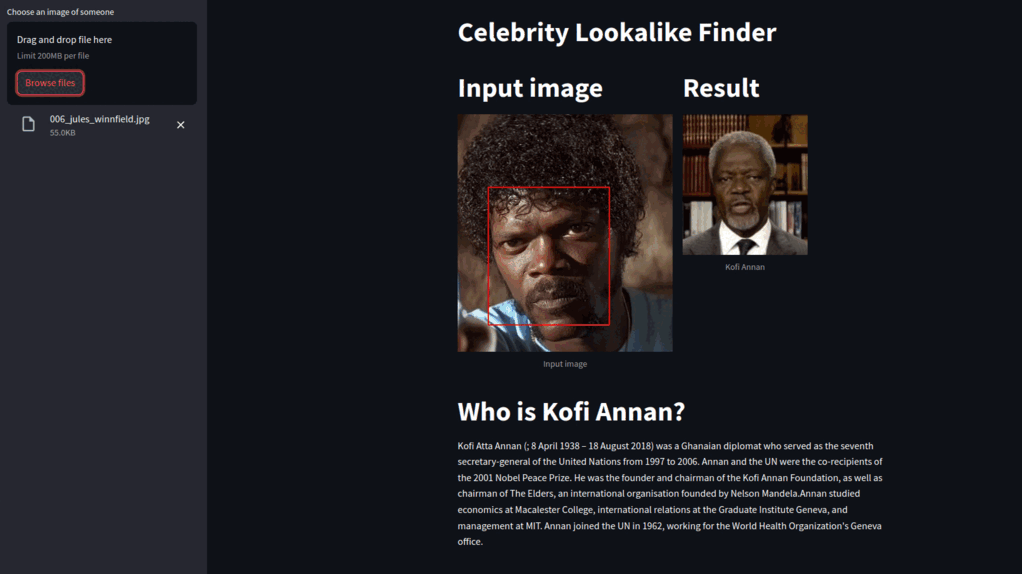 Choose an image of someone
Drag and drop file here
Limit 200MB per file
Browse files
006_jules_winnfield.jpg
55.0KB
Celebrity Lookalike Finder
Input image
Result
Kofi Annan
Input image
Who is Kofi Annan?
Kofi Atta Annan (; 8 April 1938 – 18 August 2018) was a Ghanaian diplomat who served as the seventh
secretary-general of the United Nations from 1997 to 2006. Annan and the UN were the co-recipients of
the 2001 Nobel Peace Prize. He was the founder and chairman of the Kofi Annan Foundation, as well as
chairman of The Elders, an international organisation founded by Nelson Mandela.Annan studied
economics at Macalester College, international relations at the Graduate Institute Geneva, and
management at MIT. Annan joined the UN in 1962, working for the World Health Organization's Geneva
office.